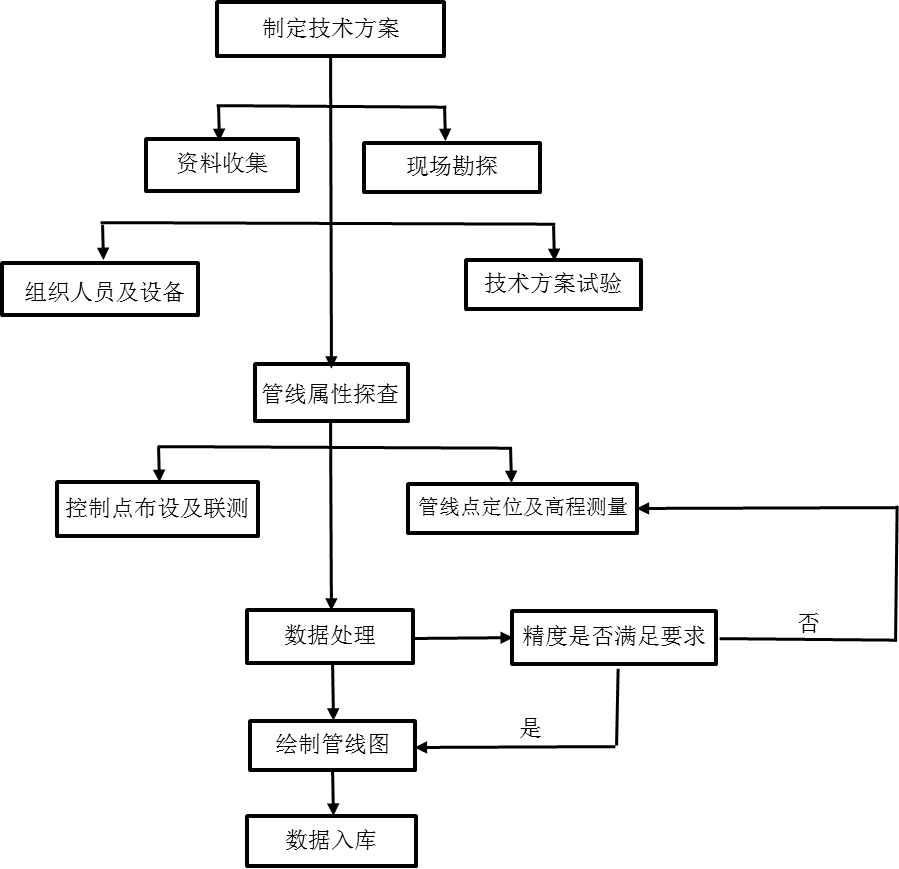 制定技术方案
资料收集
现场勘探
组织人员及设备
技术方案试验
管线属性探查
控制点布设及联测
管线点定位及高程测量
数据处理
精度是否满足要求
否
是
绘制管线图
数据入库